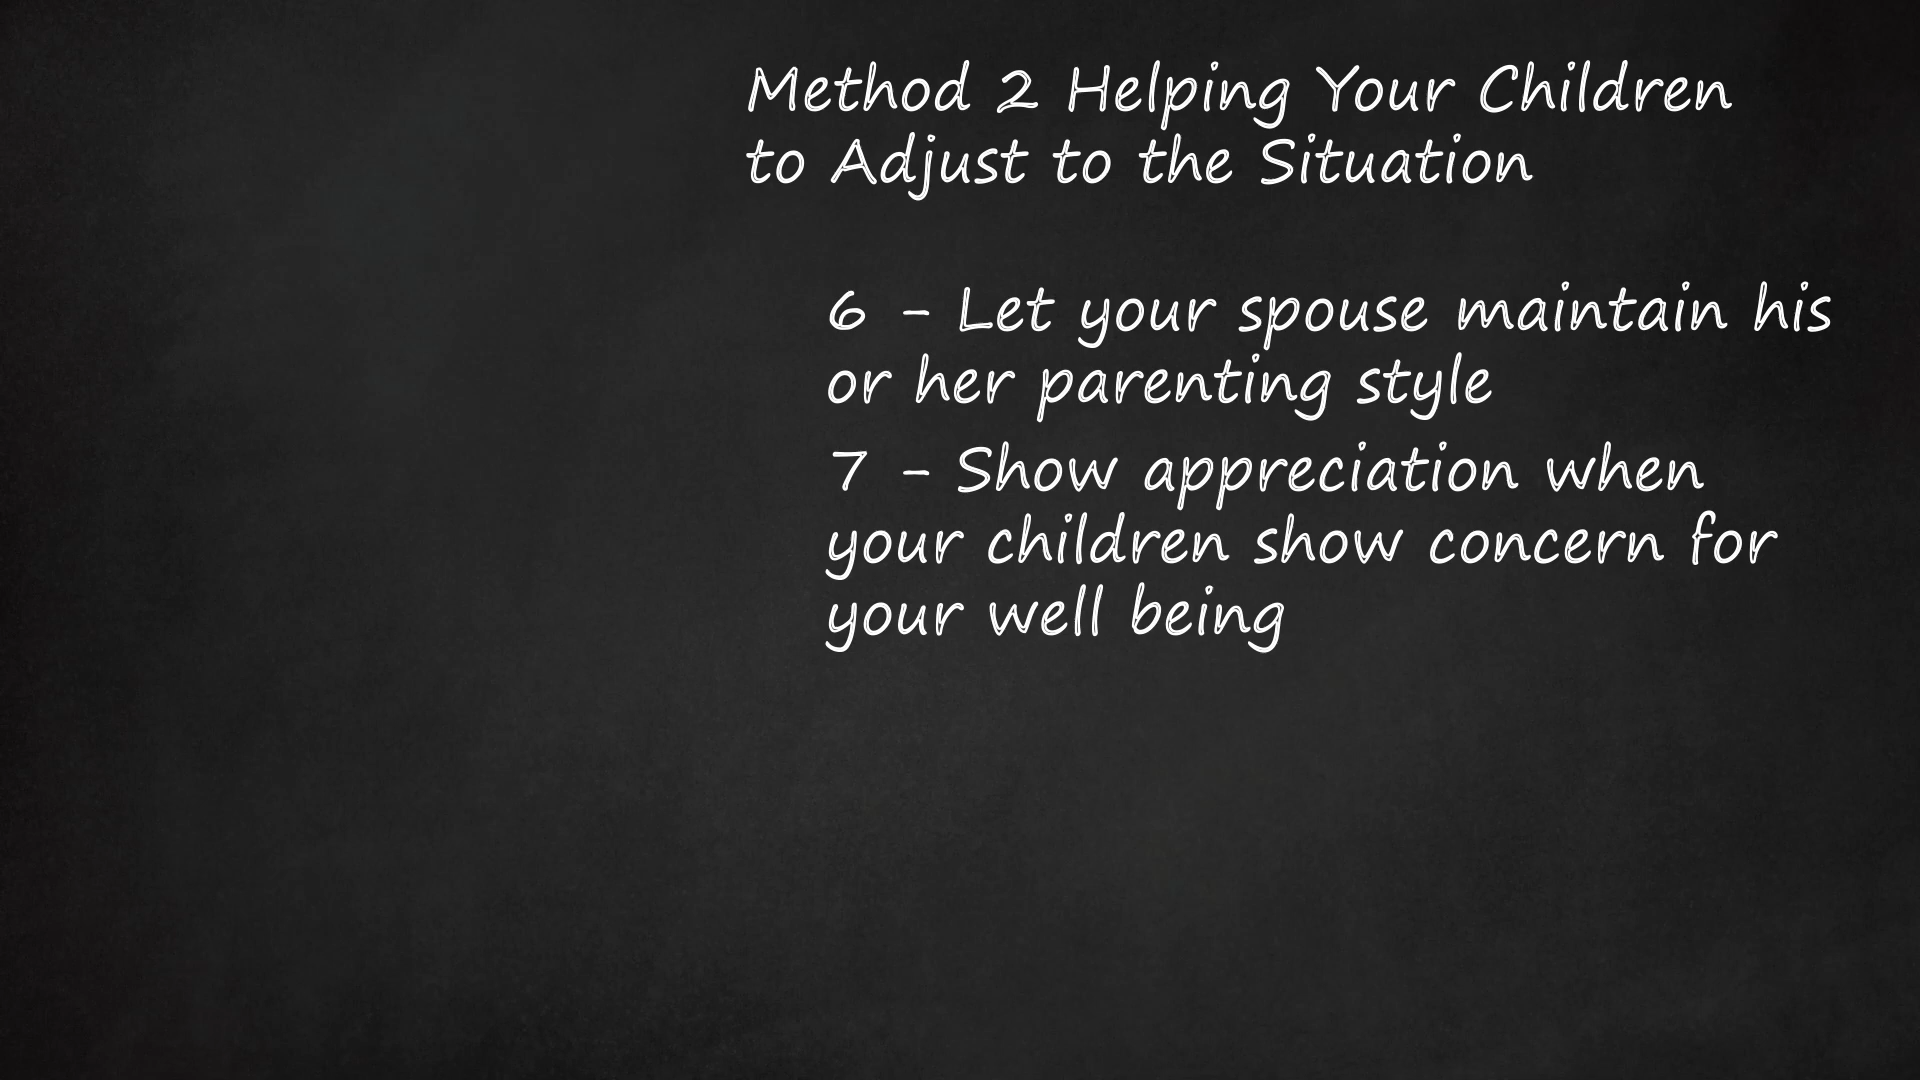 Method 2 Helping Your Children
to Adjust to the Situation
6 - Let your spouse maintain his
or her parenting style
7 - Show appreciation when
your children show concern for
your well being